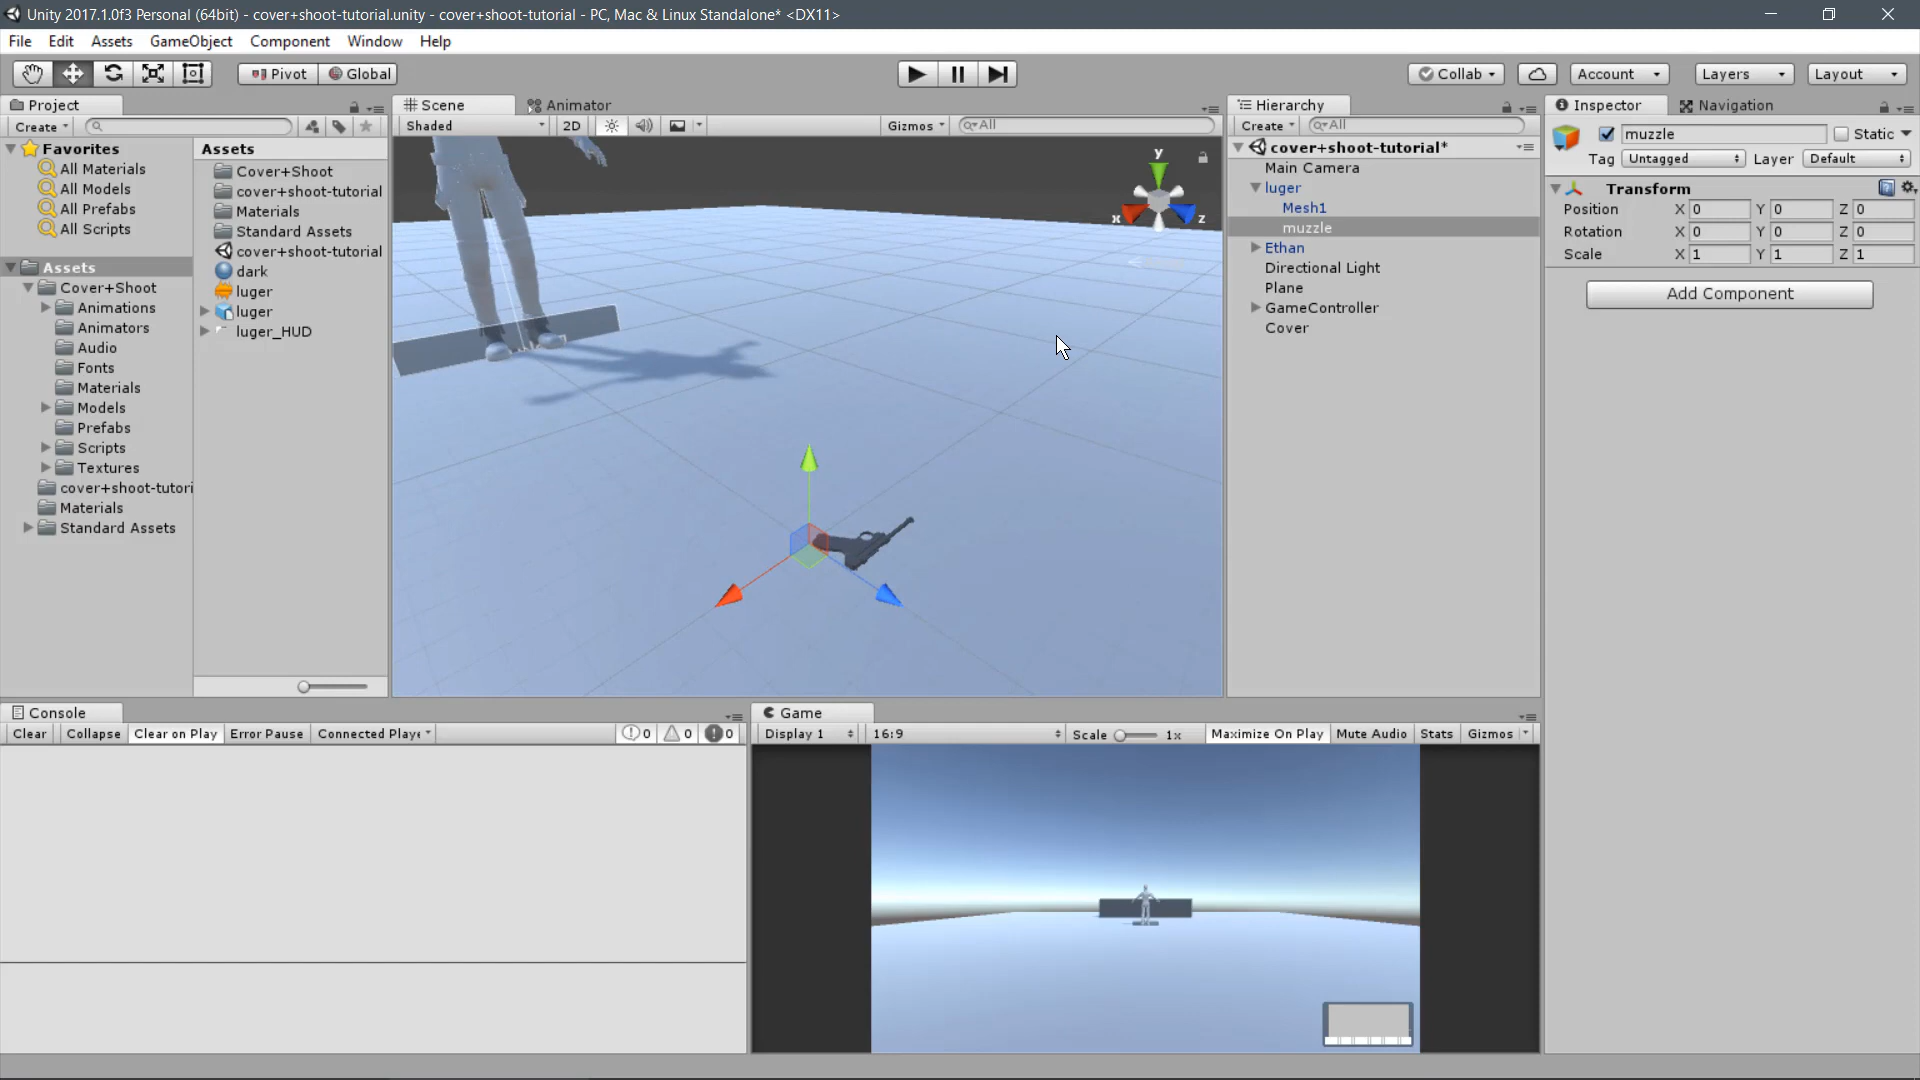 Unity 2017.1.0f3 Personal (64bit) - cover+shoot-tutorial.unity - cover+shoot-tutorial - PC, Mac & Linux Standalone* <DX11>
File Edit Assets GameObject Component Window Help
Pivot Global Collab Account Layers Layout
Project
Create
Favorites
All Materials
All Models
All Prefabs
All Scripts
Assets
Cover+Shoot
Animations
Animators
Audio
Fonts
Materials
Models
Prefabs
Scripts
Textures
cover+shoot-tutori
Materials
Standard Assets
Assets
Cover+Shoot
cover+shoot-tutorial
Materials
Standard Assets
cover+shoot-tutorial
dark
luger
luger
luger_HUD
Scene Animator
Shaded 2D Gizmos All
y
x z
Hierarchy
Create All
cover+shoot-tutorial*
Main Camera
luger
Mesh1
muzzle
Ethan
Directional Light
Plane
GameController
Cover
Inspector Navigation
muzzle Static
Tag Untagged Layer Default
Transform
Position X 0 Y 0 Z 0
Rotation X 0 Y 0 Z 0
Scale X 1 Y 1 Z 1
Add Component
Console
Clear Collapse Clear on Play Error Pause Connected Playe 0 0 0
Game
Display 1 16:9 Scale 1x Maximize On Play Mute Audio Stats Gizmos